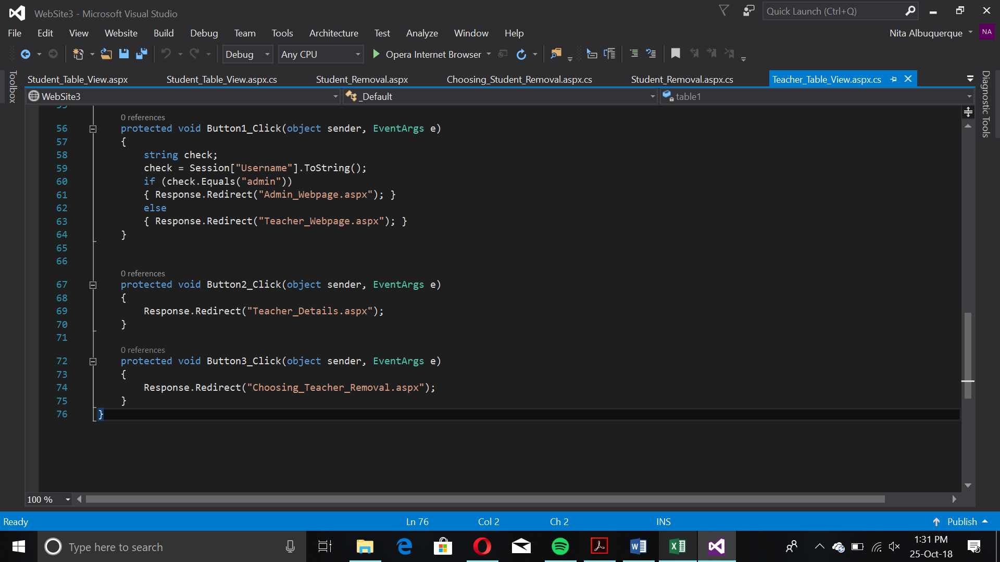 WebSite3 - Microsoft Visual Studio
Quick Launch (Ctrl+Q)
File Edit View Website Build Debug Team Tools Architecture Test Analyze Window Help
Nita Albuquerque NA
Debug Any CPU Opera Internet Browser
Toolbox
Student_Table_View.aspx Student_Table_View.aspx.cs Student_Removal.aspx Choosing_Student_Removal.aspx.cs Student_Removal.aspx.cs Teacher_Table_View.aspx.cs
Diagnostic Tools
WebSite3 _Default table1
0 references
56 protected void Button1_Click(object sender, EventArgs e)
57 {
58 string check;
59 check = Session["Username"].ToString();
60 if (check.Equals("admin"))
61 { Response.Redirect("Admin_Webpage.aspx"); }
62 else
63 { Response.Redirect("Teacher_Webpage.aspx"); }
64 }
65
66
0 references
67 protected void Button2_Click(object sender, EventArgs e)
68 {
69 Response.Redirect("Teacher_Details.aspx");
70 }
71
0 references
72 protected void Button3_Click(object sender, EventArgs e)
73 {
74 Response.Redirect("Choosing_Teacher_Removal.aspx");
75 }
76 }
100 %
Ready Ln 76 Col 2 Ch 2 INS Publish
Type here to search
1:31 PM
25-Oct-18